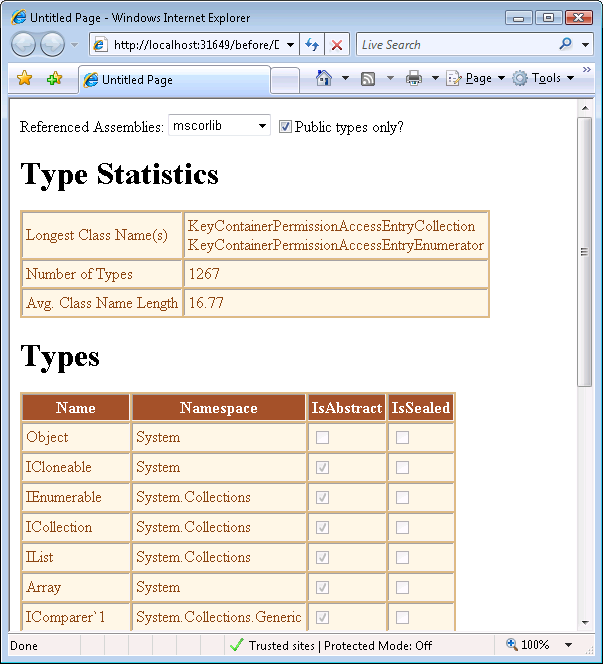 Untitled Page - Windows Internet Explorer
http://localhost:31649/before/D
Live Search
Untitled Page
Page
Tools
Referenced Assemblies: mscorlib Public types only?
Type Statistics
Longest Class Name(s) KeyContainerPermissionAccessEntryCollection
KeyContainerPermissionAccessEntryEnumerator
Number of Types 1267
Avg. Class Name Length 16.77
Types
Name Namespace IsAbstract IsSealed
Object System
ICloneable System
IEnumerable System.Collections
ICollection System.Collections
IList System.Collections
Array System
IComparer`1 System.Collections.Generic
Done Trusted sites | Protected Mode: Off 100%